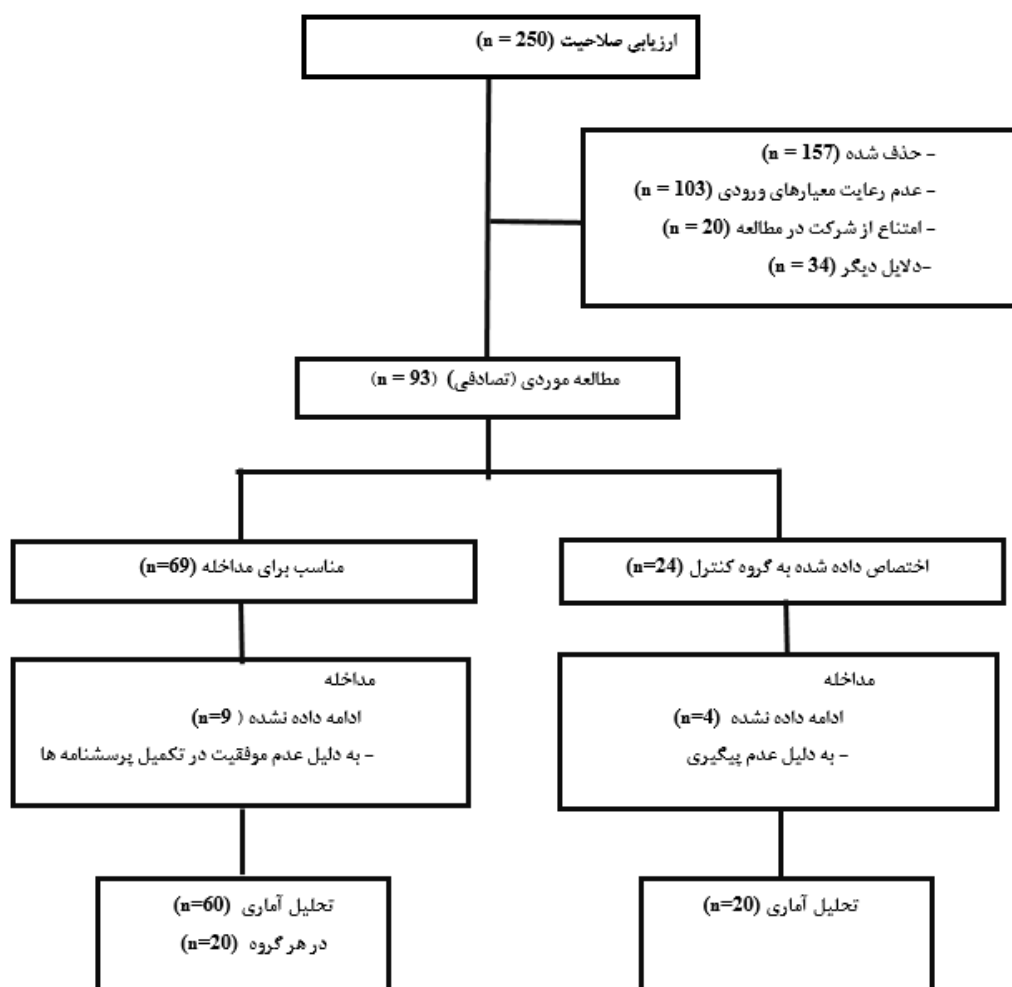 ارزیابی صلاحیت (n = 250)
- حذف شده (n = 157)
- عدم رعایت معیارهای ورودی (n = 103)
- امتناع از شرکت در مطالعه (n = 20)
-دلایل دیگر (n = 34)
مطالعه موردی (تصادفی) (n = 93)
اختصاص داده شده به گروه کنترل (n=24)
مناسب برای مداخله (n=69)
مداخله
ادامه داده نشده (n=4)
- به دلیل عدم پیگیری
مداخله
ادامه داده نشده ( n=9)
- به دلیل عدم موفقیت در تکمیل پرسشنامه ها
تحلیل آماری (n=20)
تحلیل آماری (n=60)
در هر گروه (n=20)